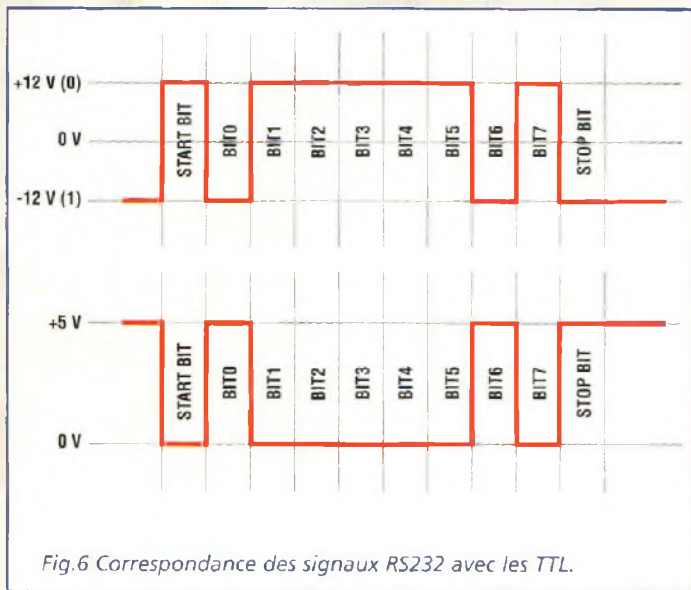 +12 V (0)
0 V
-12 V (1)
START BIT
BIT0
BIT1
BIT2
BIT3
BIT4
BIT5
BIT6
BIT7
STOP BIT
+5 V
0 V
START BIT
BIT0
BIT1
BIT2
BIT3
BIT4
BIT5
BIT6
BIT7
STOP BIT
Fig.6 Correspondance des signaux RS232 avec les TTL.